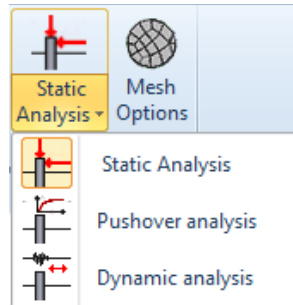 Static
Analysis
Mesh
Options
Static Analysis
Pushover analysis
Dynamic analysis